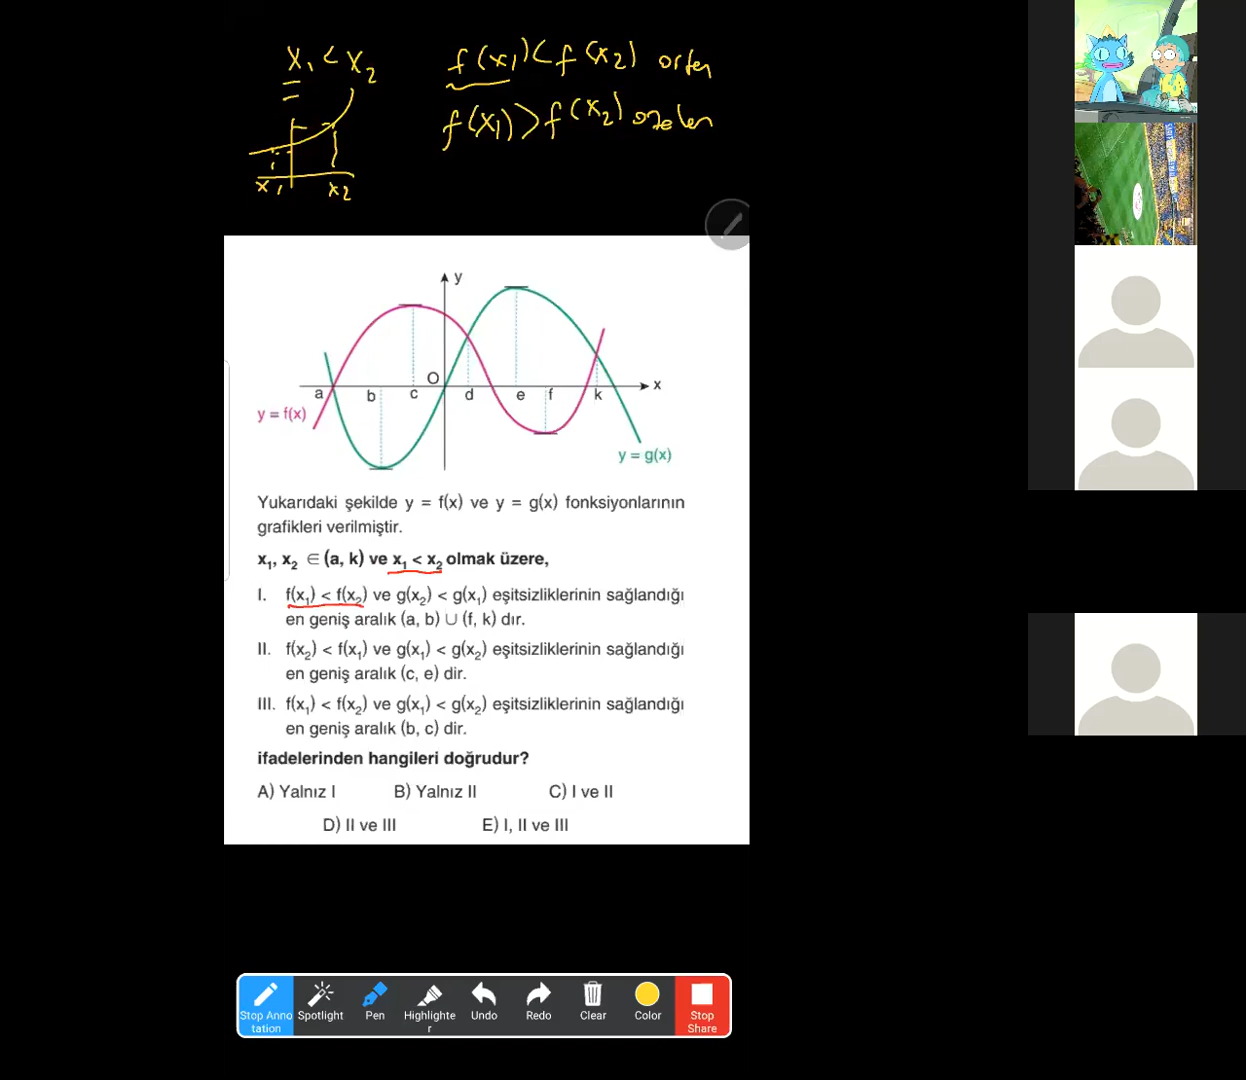 x₁ < x₂
f(x₁) < f(x₂) artan
f(x₁) > f(x₂) azalan
x₁ x₂
y
O
a b c d e f k x
y = f(x)
y = g(x)
Yukarıdaki şekilde y = f(x) ve y = g(x) fonksiyonlarının
grafikleri verilmiştir.
x₁, x₂ ∈ (a, k) ve x₁ < x₂ olmak üzere,
I. f(x₁) < f(x₂) ve g(x₂) < g(x₁) eşitsizliklerinin sağlandığı
en geniş aralık (a, b) ∪ (f, k) dır.
II. f(x₂) < f(x₁) ve g(x₁) < g(x₂) eşitsizliklerinin sağlandığı
en geniş aralık (c, e) dir.
III. f(x₁) < f(x₂) ve g(x₁) < g(x₂) eşitsizliklerinin sağlandığı
en geniş aralık (b, c) dir.
ifadelerinden hangileri doğrudur?
A) Yalnız I B) Yalnız II C) I ve II
D) II ve III E) I, II ve III
Stop Anno
tation
Spotlight
Pen
Highlighte
r
Undo
Redo
Clear
Color
Stop
Share